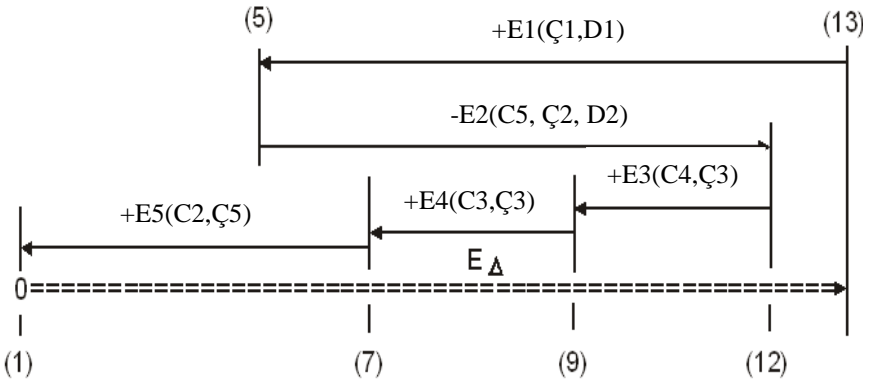 (5)
+E1(Ç1,D1)
(13)
-E2(C5, Ç2, D2)
+E3(C4,Ç3)
+E4(C3,Ç3)
+E5(C2,Ç5)
E Δ
0
(1)
(7)
(9)
(12)